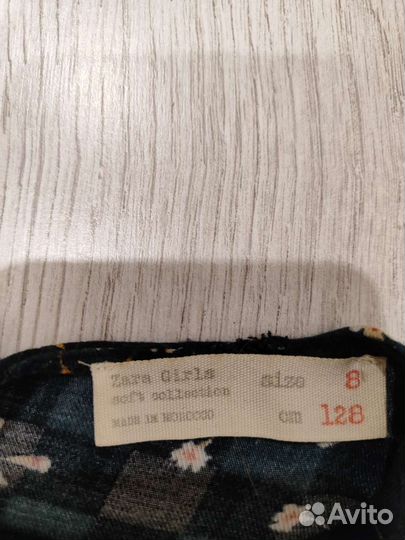 Zara Girls size 8
soft collection
MADE IN MOROCCO cm 128
Avito